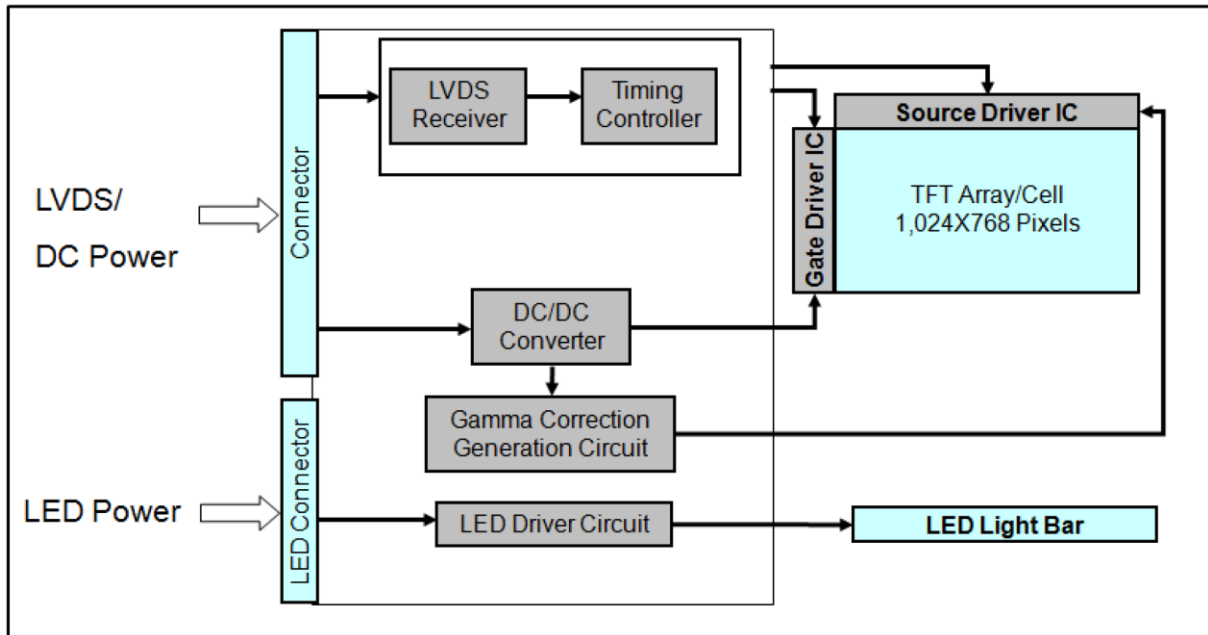 LVDS/
DC Power
Connector
LVDS
Receiver
Timing
Controller
Source Driver IC
Gate Driver IC
TFT Array/Cell
1,024X768 Pixels
DC/DC
Converter
Gamma Correction
Generation Circuit
LED Power
LED Connector
LED Driver Circuit
LED Light Bar